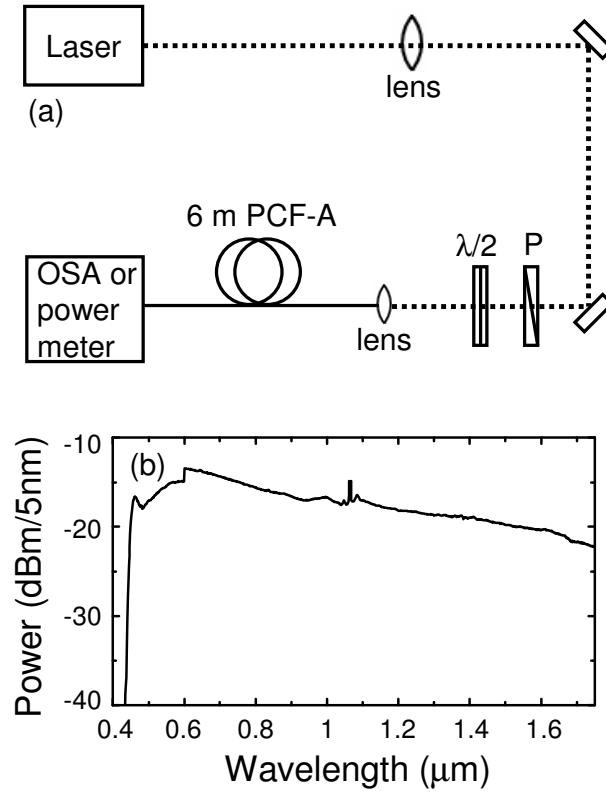 Laser
(a)
lens
6 m PCF-A
λ/2
P
OSA or
power
meter
lens
(b)
Power (dBm/5nm)
-10
-20
-30
-40
0.4
0.6
0.8
1
1.2
1.4
1.6
Wavelength (μm)